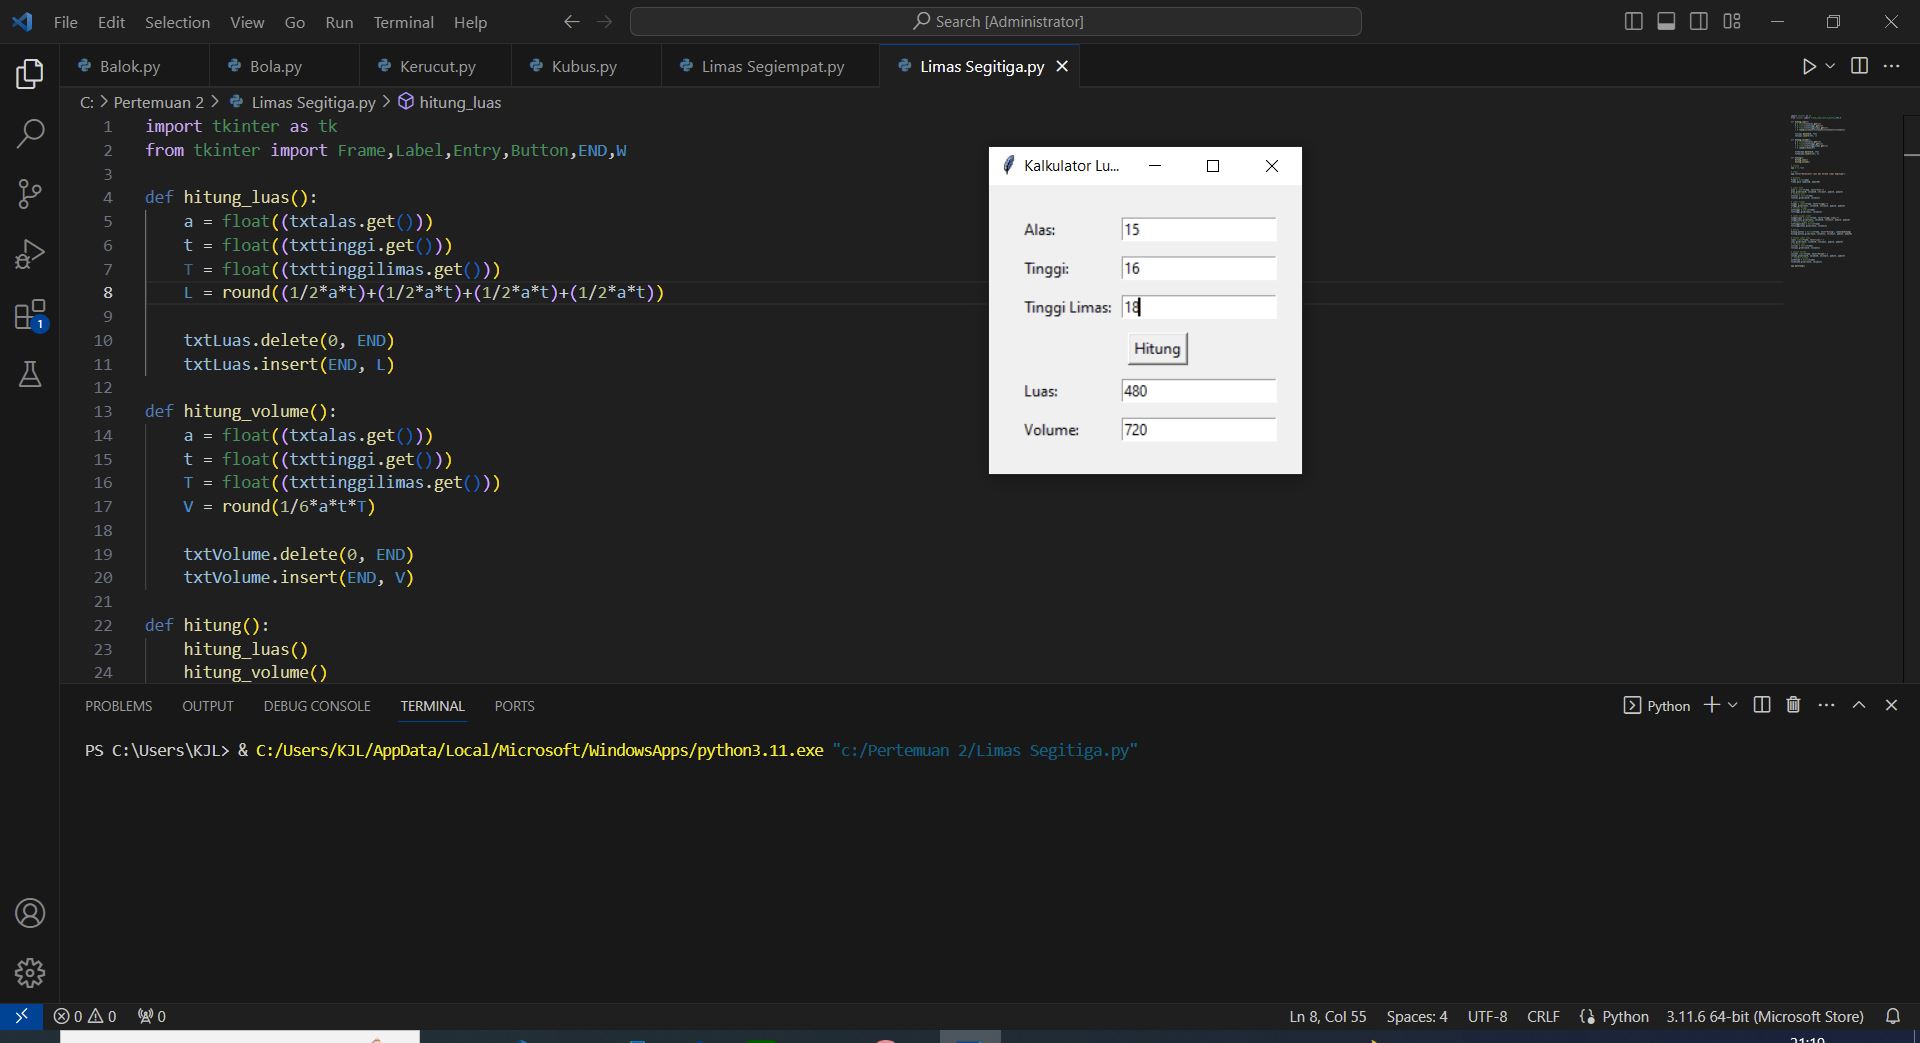 File Edit Selection View Go Run Terminal Help
Search [Administrator]
Balok.py Bola.py Kerucut.py Kubus.py Limas Segiempat.py Limas Segitiga.py
C: > Pertemuan 2 > Limas Segitiga.py > hitung_luas
1 import tkinter as tk
2 from tkinter import Frame,Label,Entry,Button,END,W
3
4 def hitung_luas():
5 a = float((txtalas.get()))
6 t = float((txttinggi.get()))
7 T = float((txttinggilimas.get()))
8 L = round((1/2*a*t)+(1/2*a*t)+(1/2*a*t)+(1/2*a*t))
9
10 txtLuas.delete(0, END)
11 txtLuas.insert(END, L)
12
13 def hitung_volume():
14 a = float((txtalas.get()))
15 t = float((txttinggi.get()))
16 T = float((txttinggilimas.get()))
17 V = round(1/6*a*t*T)
18
19 txtVolume.delete(0, END)
20 txtVolume.insert(END, V)
21
22 def hitung():
23 hitung_luas()
24 hitung_volume()
Kalkulator Lu...
Alas: 15
Tinggi: 16
Tinggi Limas: 18
Hitung
Luas: 480
Volume: 720
1
PROBLEMS OUTPUT DEBUG CONSOLE TERMINAL PORTS
Python
PS C:\Users\KJL> & C:/Users/KJL/AppData/Local/Microsoft/WindowsApps/python3.11.exe "c:/Pertemuan 2/Limas Segitiga.py"
0 0 0
Ln 8, Col 55 Spaces: 4 UTF-8 CRLF Python 3.11.6 64-bit (Microsoft Store)